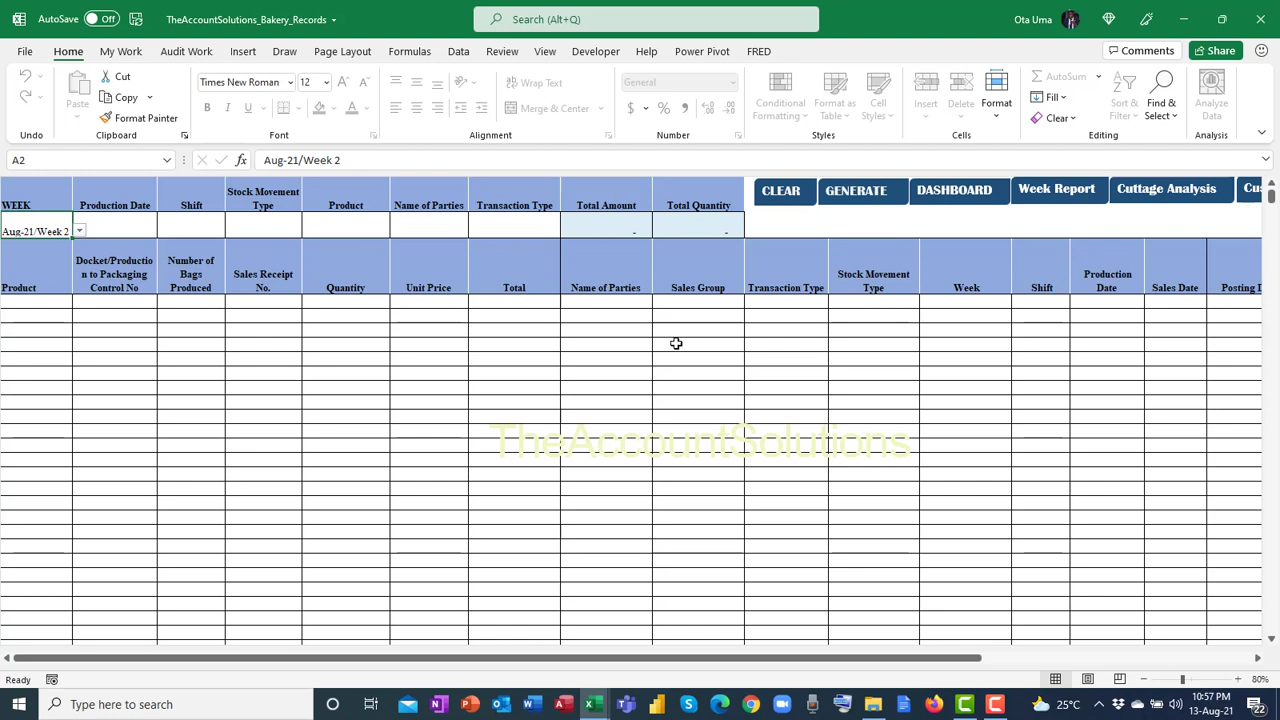 AutoSave Off TheAccountSolutions_Bakery_Records Search (Alt+Q) Ota Uma
File Home My Work Audit Work Insert Draw Page Layout Formulas Data Review View Developer Help Power Pivot FRED Comments Share
Paste Cut Times New Roman 12 Wrap Text General Conditional Format as Cell Insert Delete Format AutoSum Sort & Find & Analyze
Copy B I U A Merge & Center $ % Formatting Table Styles Fill Filter Select Data
Format Painter Clear
Undo Clipboard Font Alignment Number Styles Cells Editing Analysis
A2 fx Aug-21/Week 2
WEEK Production Date Shift Stock Movement Type Product Name of Parties Transaction Type Total Amount Total Quantity CLEAR GENERATE DASHBOARD Week Report Cuttage Analysis Cus
Aug-21/Week 2 - -
Product Docket/Productio n to Packaging Control No Number of Bags Produced Sales Receipt No. Quantity Unit Price Total Name of Parties Sales Group Transaction Type Stock Movement Type Week Shift Production Date Sales Date Posting D
TheAccountSolutions
Ready 80%
Type here to search 25°C 10:57 PM
13-Aug-21 22